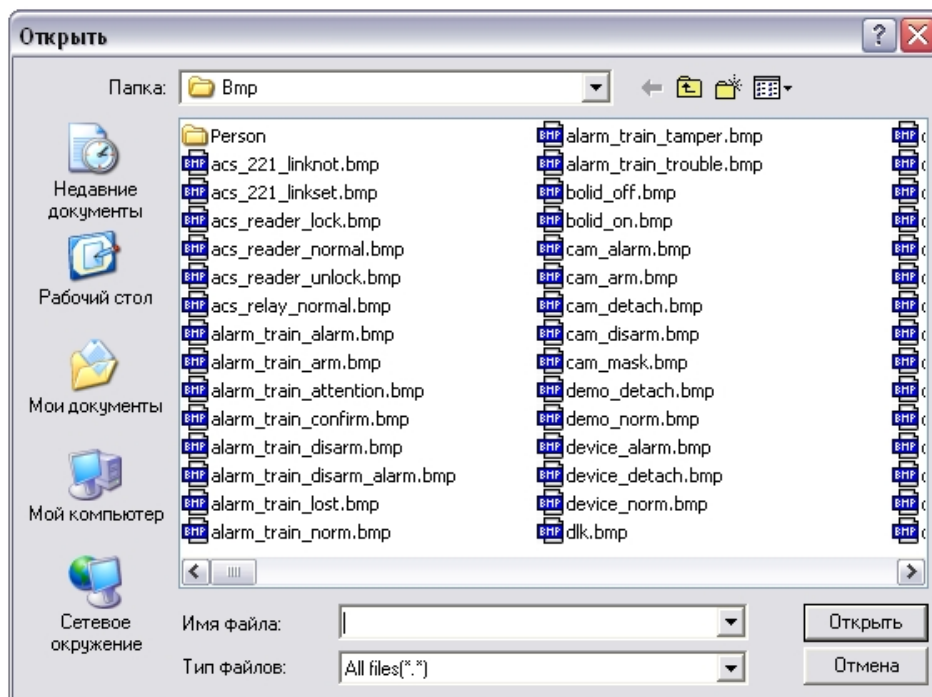 Открыть
Папка:
Bmp
Недавние
документы
Рабочий стол
Мои документы
Мой компьютер
Сетевое
окружение
Person
acs_221_linknot.bmp
acs_221_linkset.bmp
acs_reader_lock.bmp
acs_reader_normal.bmp
acs_reader_unlock.bmp
acs_relay_normal.bmp
alarm_train_alarm.bmp
alarm_train_arm.bmp
alarm_train_attention.bmp
alarm_train_confirm.bmp
alarm_train_disarm.bmp
alarm_train_disarm_alarm.bmp
alarm_train_lost.bmp
alarm_train_norm.bmp
alarm_train_tamper.bmp
alarm_train_trouble.bmp
bolid_off.bmp
bolid_on.bmp
cam_alarm.bmp
cam_arm.bmp
cam_detach.bmp
cam_disarm.bmp
cam_mask.bmp
demo_detach.bmp
demo_norm.bmp
device_alarm.bmp
device_detach.bmp
device_norm.bmp
dlk.bmp
Имя файла:
Открыть
Тип файлов:
All files(*.*)
Отмена